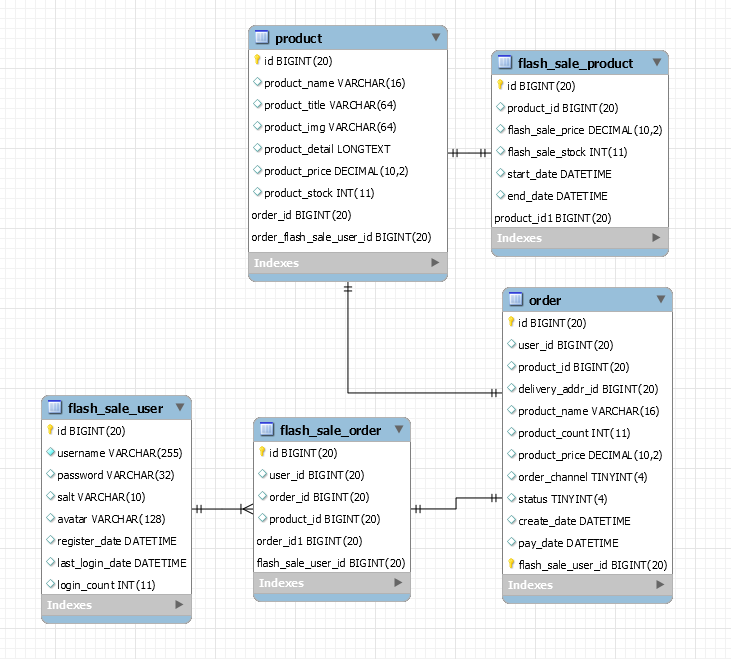 product
id BIGINT(20)
product_name VARCHAR(16)
product_title VARCHAR(64)
product_img VARCHAR(64)
product_detail LONGTEXT
product_price DECIMAL(10,2)
product_stock INT(11)
order_id BIGINT(20)
order_flash_sale_user_id BIGINT(20)
Indexes
flash_sale_product
id BIGINT(20)
product_id BIGINT(20)
flash_sale_price DECIMAL(10,2)
flash_sale_stock INT(11)
start_date DATETIME
end_date DATETIME
product_id1 BIGINT(20)
Indexes
order
id BIGINT(20)
user_id BIGINT(20)
product_id BIGINT(20)
delivery_addr_id BIGINT(20)
product_name VARCHAR(16)
product_count INT(11)
product_price DECIMAL(10,2)
order_channel TINYINT(4)
status TINYINT(4)
create_date DATETIME
pay_date DATETIME
flash_sale_user_id BIGINT(20)
Indexes
flash_sale_user
id BIGINT(20)
username VARCHAR(255)
password VARCHAR(32)
salt VARCHAR(10)
avatar VARCHAR(128)
register_date DATETIME
last_login_date DATETIME
login_count INT(11)
Indexes
flash_sale_order
id BIGINT(20)
user_id BIGINT(20)
order_id BIGINT(20)
product_id BIGINT(20)
order_id1 BIGINT(20)
flash_sale_user_id BIGINT(20)
Indexes